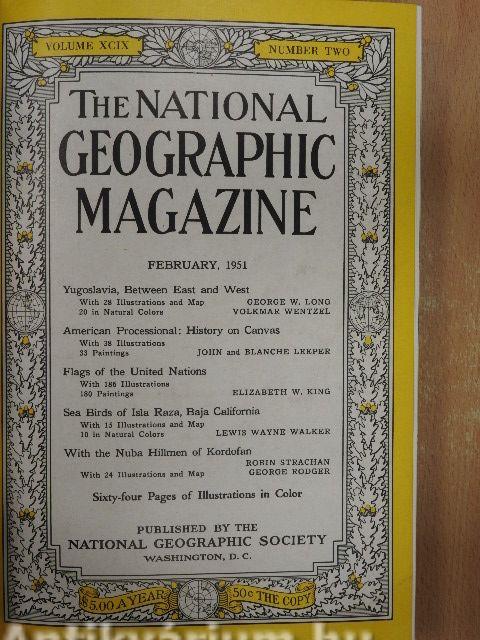 VOLUME XCIX NUMBER TWO
THE NATIONAL
GEOGRAPHIC
MAGAZINE
FEBRUARY, 1951
Yugoslavia, Between East and West
With 28 Illustrations and Map GEORGE W. LONG
20 in Natural Colors VOLKMAR WENTZEL
American Processional: History on Canvas
With 38 Illustrations
33 Paintings JOHN and BLANCHE LEEPER
Flags of the United Nations
With 186 Illustrations
180 Paintings ELIZABETH W. KING
Sea Birds of Isla Raza, Baja California
With 15 Illustrations and Map
10 in Natural Colors LEWIS WAYNE WALKER
With the Nuba Hillmen of Kordofan
ROBIN STRACHAN
With 24 Illustrations and Map GEORGE RODGER
Sixty-four Pages of Illustrations in Color
PUBLISHED BY THE
NATIONAL GEOGRAPHIC SOCIETY
WASHINGTON, D. C.
$5.00 A YEAR 50¢ THE COPY